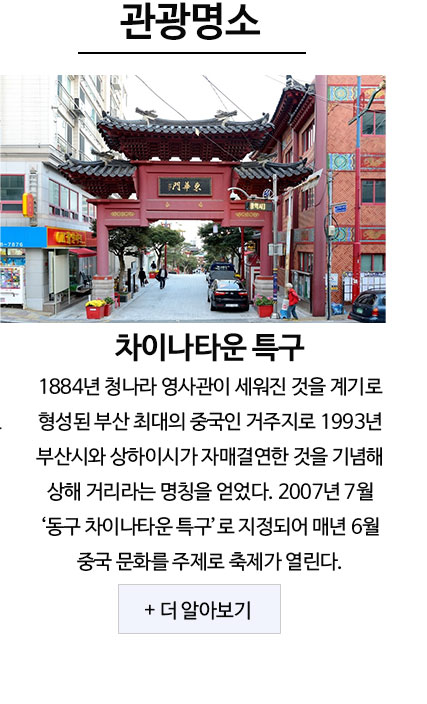 관광명소
東華門
8-7876
차이나타운 특구
1884년 청나라 영사관이 세워진 것을 계기로
형성된 부산 최대의 중국인 거주지로 1993년
부산시와 상하이시가 자매결연한 것을 기념해
상해 거리라는 명칭을 얻었다. 2007년 7월
‘동구 차이나타운 특구’로 지정되어 매년 6월
중국 문화를 주제로 축제가 열린다.
+ 더 알아보기